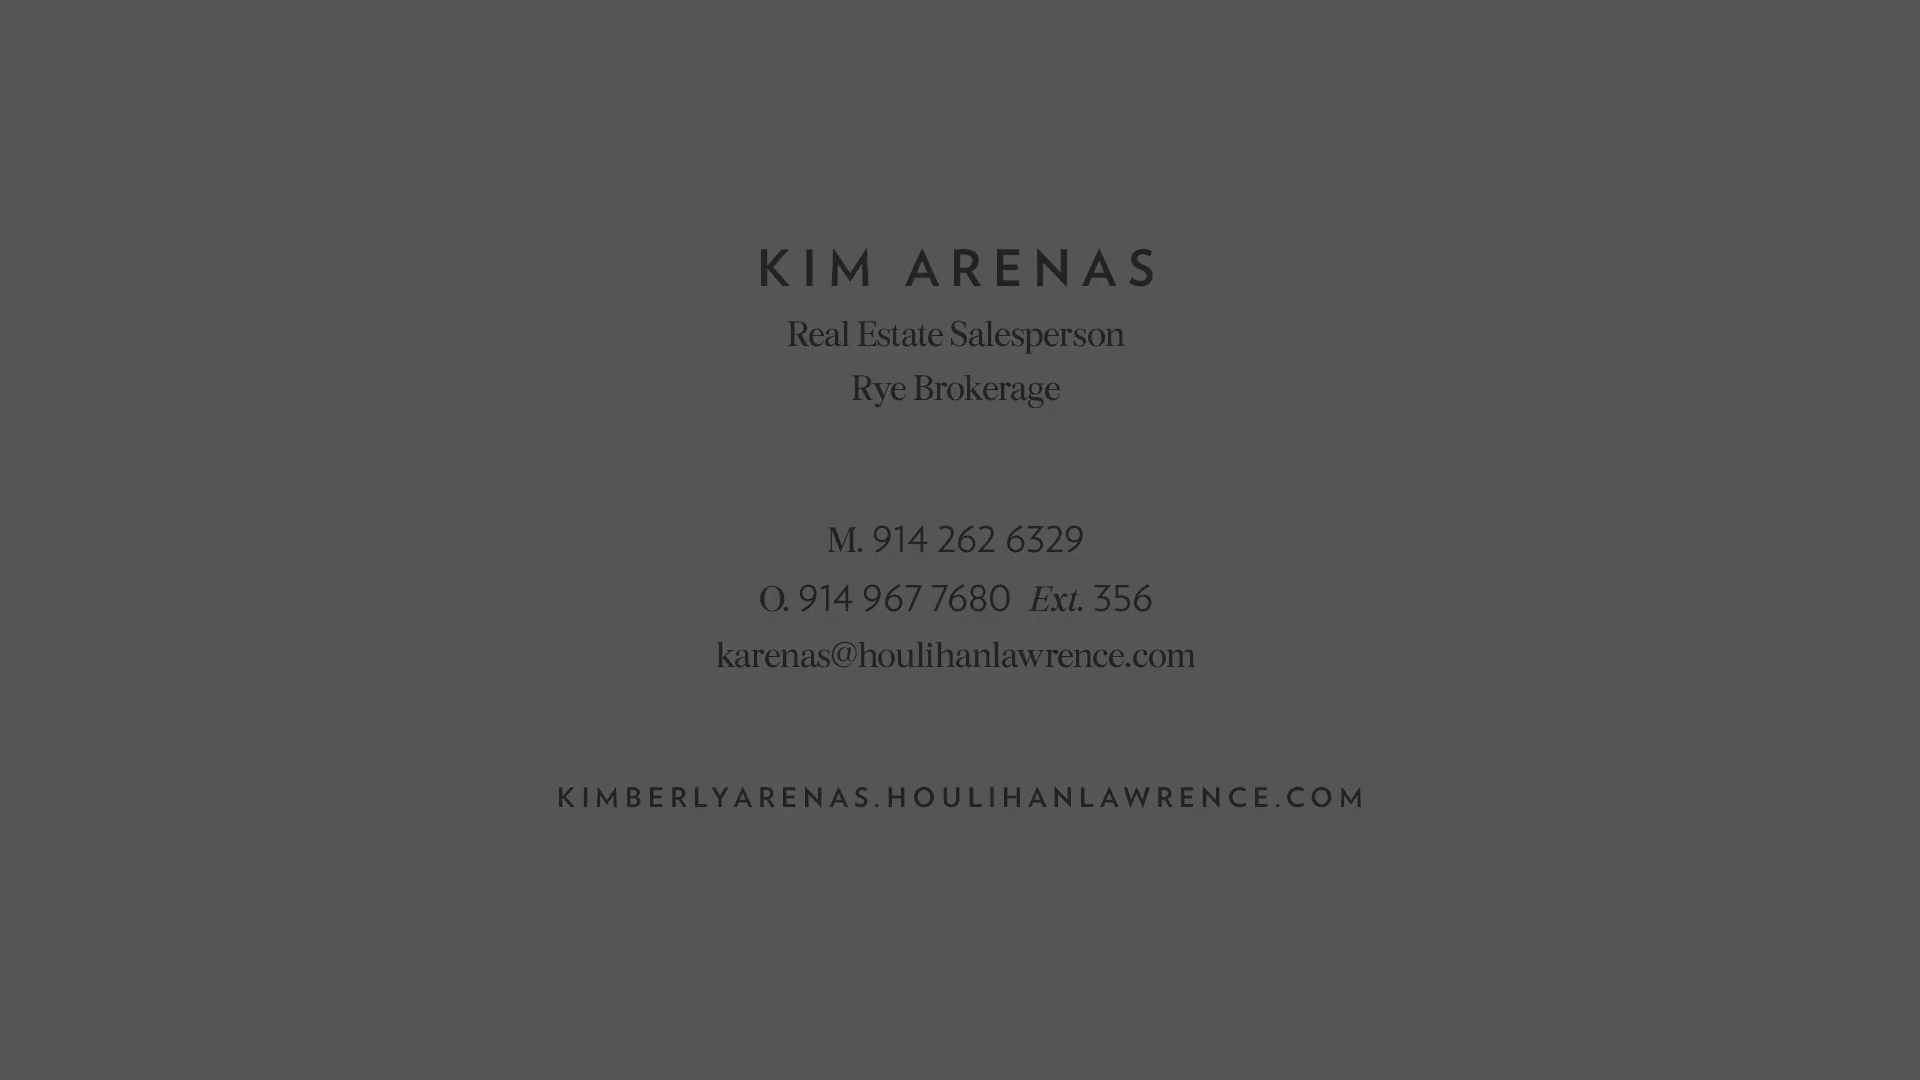 KIM ARENAS
Real Estate Salesperson
Rye Brokerage
M. 914 262 6329
O. 914 967 7680 Ext. 356
karenas@houlihanlawrence.com
KIMBERLYARENAS.HOULIHANLAWRENCE.COM